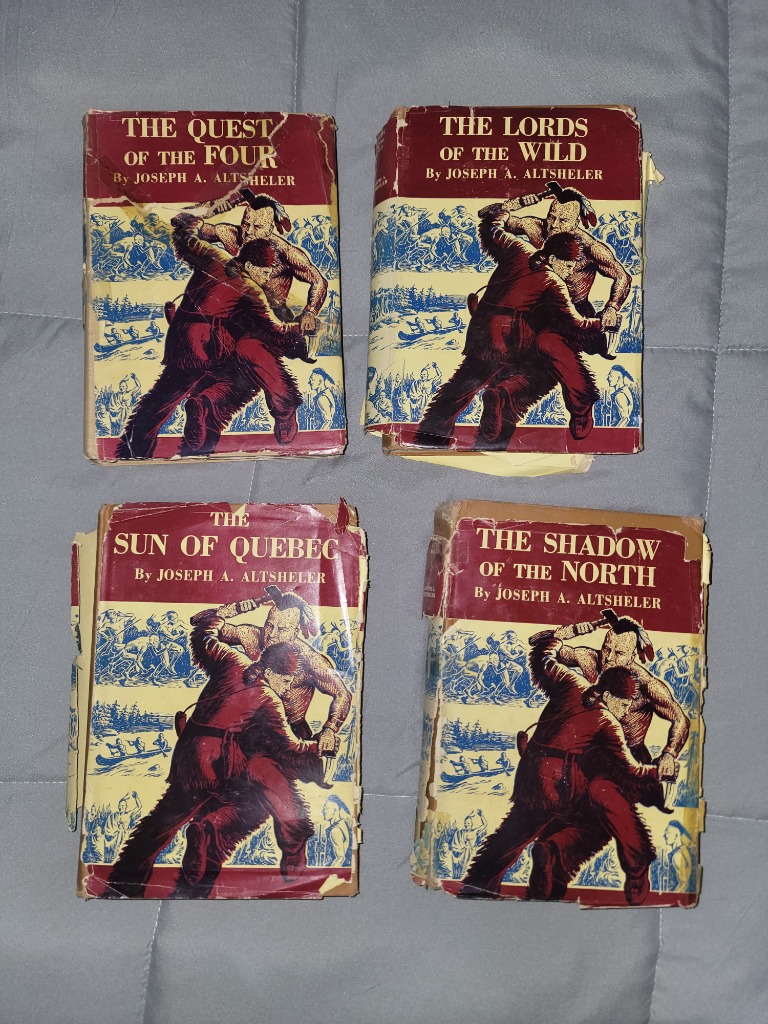 THE QUEST
OF THE FOUR
By JOSEPH A. ALTSHELER
THE LORDS
OF THE WILD
By JOSEPH A. ALTSHELER
THE
SUN OF QUEBEC
By JOSEPH A. ALTSHELER
THE SHADOW
OF THE NORTH
By JOSEPH A. ALTSHELER